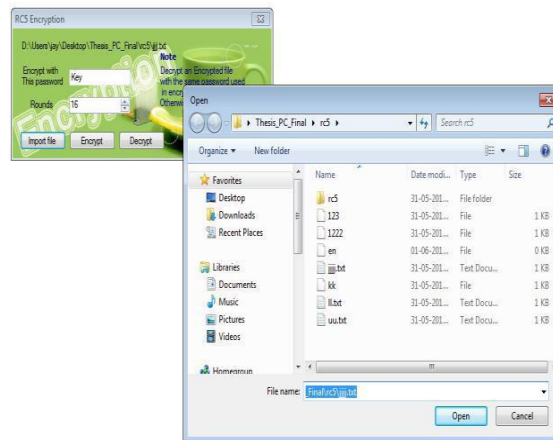 RC5 Encryption
D:\Users\jay\Desktop\Thesis_PC_Final\rc5\jjjj.txt
Note
Encrypt with
This password
Key
Decrypt an Encrypted file
with the same password used
in
Rounds
16
Import file
Encrypt
Decrypt
Encryption
Open
Thesis_PC_Final
rc5
Search rc5
Organize
New folder
Name
Date modi...
Type
Size
Favorites
Desktop
Downloads
Recent Places
Libraries
Documents
Music
Pictures
Videos
Homegroup
rc5 31-05-201... File folder
123 31-05-201... File 1 KB
1222 31-05-201... File 1 KB
en 01-06-201... File 0 KB
jjjj.txt 31-05-201... Text Docu... 1 KB
kk 31-05-201... File 1 KB
ll.txt 31-05-201... Text Docu... 1 KB
uu.txt 31-05-201... Text Docu... 1 KB
File name:
_Final\rc5\jjjj.txt
Open
Cancel